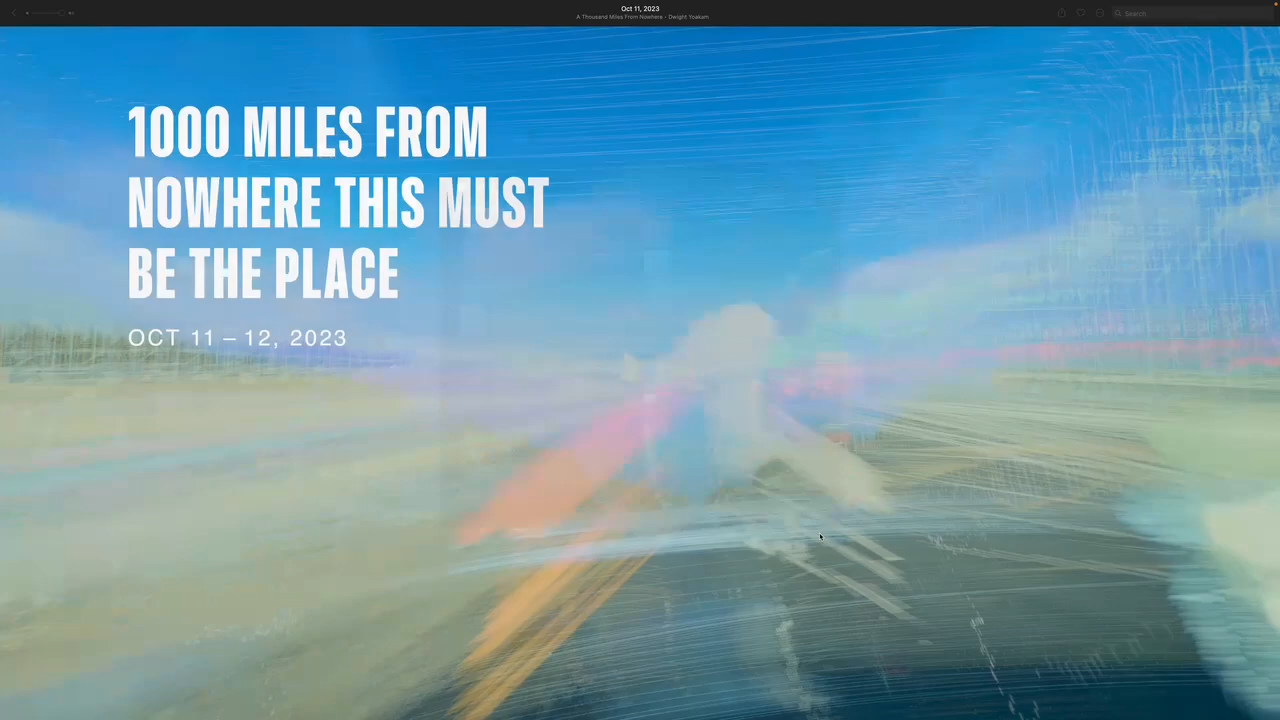 Oct 11, 2023
A Thousand Miles From Nowhere - Dwight Yoakam
Search
1000 MILES FROM
NOWHERE THIS MUST
BE THE PLACE
OCT 11 – 12, 2023